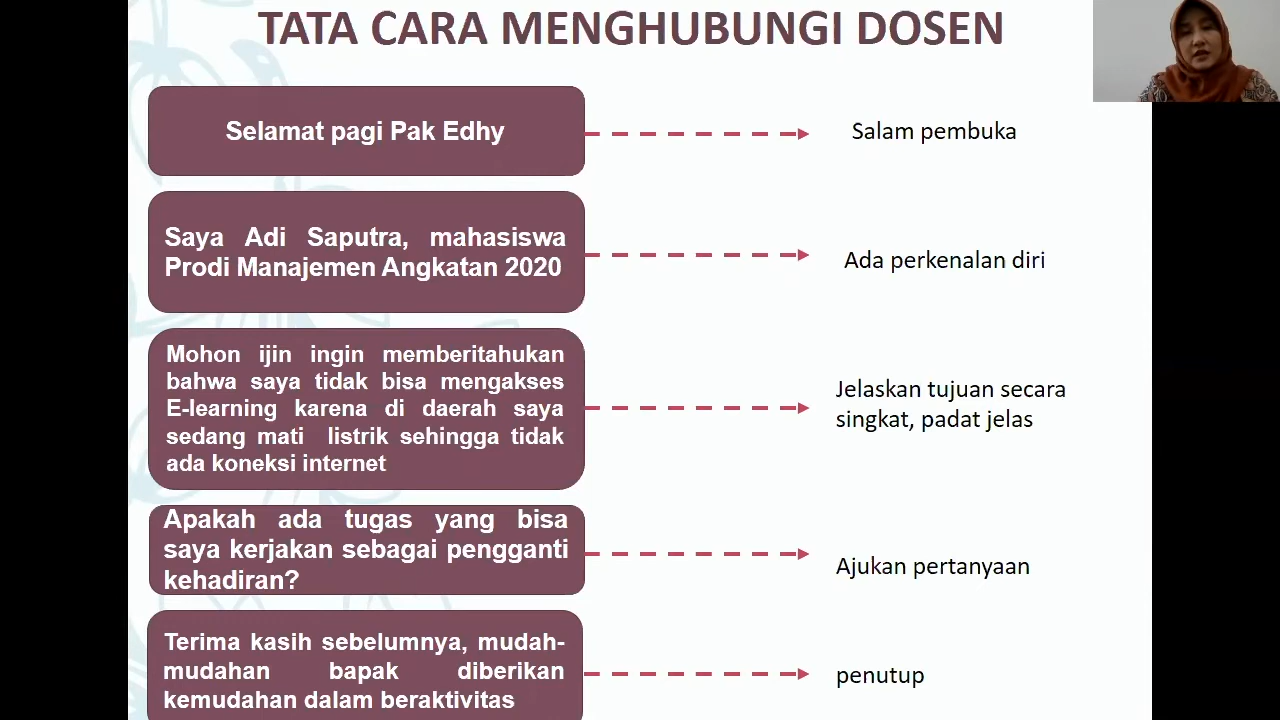 TATA CARA MENGHUBUNGI DOSEN
Selamat pagi Pak Edhy
Salam pembuka
Saya Adi Saputra, mahasiswa
Prodi Manajemen Angkatan 2020
Ada perkenalan diri
Mohon ijin ingin memberitahukan
bahwa saya tidak bisa mengakses
E-learning karena di daerah saya
sedang mati listrik sehingga tidak
ada koneksi internet
Jelaskan tujuan secara
singkat, padat jelas
Apakah ada tugas yang bisa
saya kerjakan sebagai pengganti
kehadiran?
Ajukan pertanyaan
Terima kasih sebelumnya, mudah-
mudahan bapak diberikan
kemudahan dalam beraktivitas
penutup